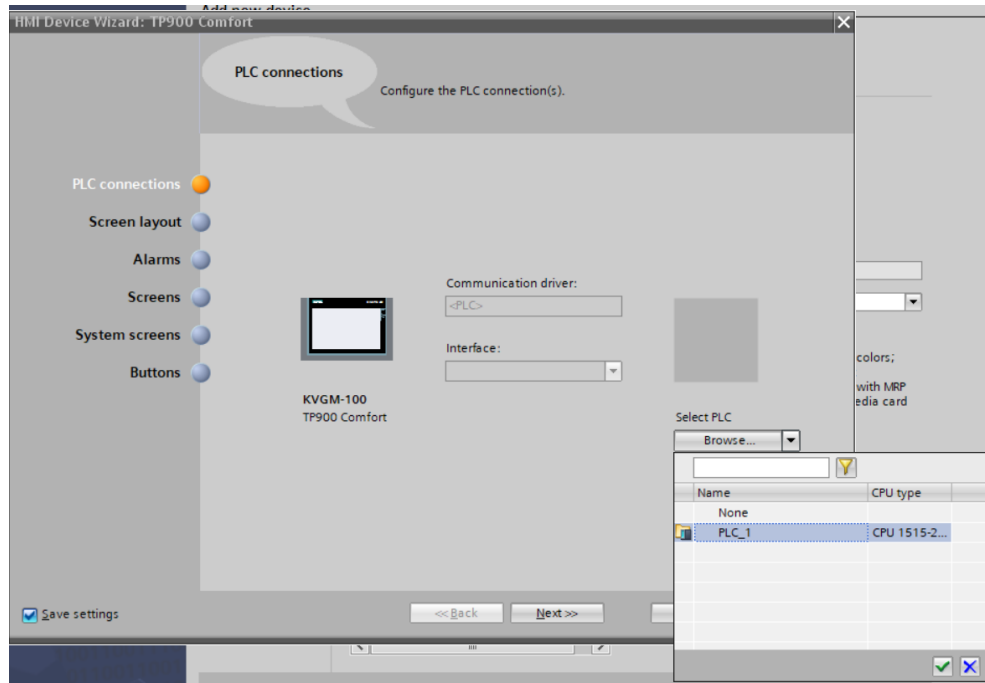 Add new device
HMI Device Wizard: TP900 Comfort
PLC connections
Configure the PLC connection(s).
PLC connections
Screen layout
Alarms
Screens
System screens
Buttons
Communication driver:
<PLC>
Interface:
KVGM-100
TP900 Comfort
Select PLC
Browse...
Name CPU type
None
PLC_1 CPU 1515-2...
colors;
with MRP
edia card
Save settings
<<Back
Next>>